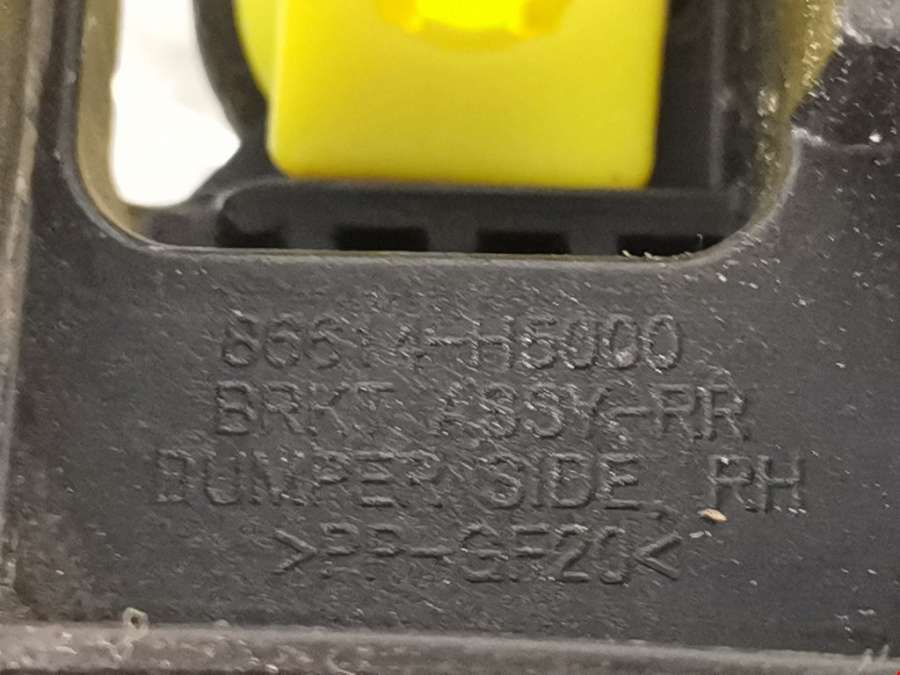 86614-H5000
BRKT ASSY-RR
BUMPER SIDE, RH
>PP-GF20<